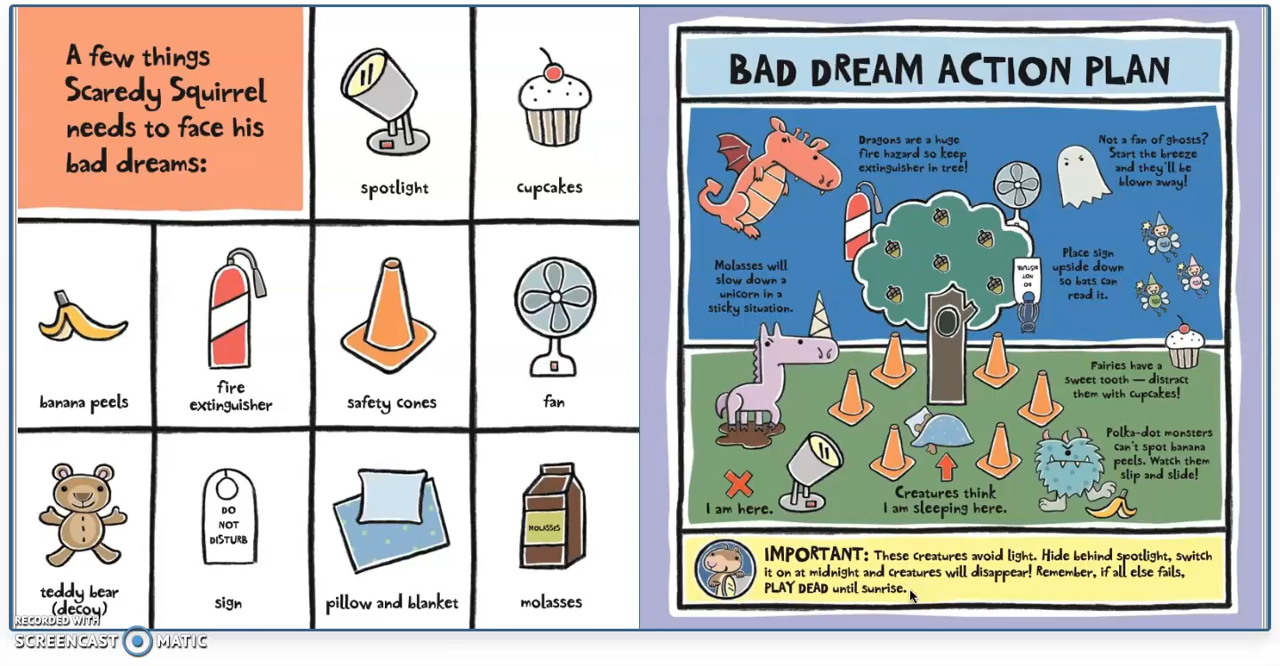 A few things
Scaredy Squirrel
needs to face his
bad dreams:
spotlight
cupcakes
banana peels
fire
extinguisher
safety cones
fan
DO
NOT
DISTURB
MOLASSES
teddy bear
(decoy)
sign
pillow and blanket
molasses
BAD DREAM ACTION PLAN
Dragons are a huge
fire hazard so keep
extinguisher in tree!
Not a fan of ghosts?
Start the breeze
and they'll be
blown away!
Molasses will
slow down a
unicorn in a
sticky situation.
DO
NOT
DISTURB
Place sign
upside down
so bats can
read it.
Fairies have a
sweet tooth — distract
them with cupcakes!
Polka-dot monsters
can't spot banana
peels. Watch them
slip and slide!
I am here.
Creatures think
I am sleeping here.
IMPORTANT: These creatures avoid light. Hide behind spotlight, switch
it on at midnight and creatures will disappear! Remember, if all else fails,
PLAY DEAD until sunrise.
RECORDED WITH
SCREENCAST MATIC